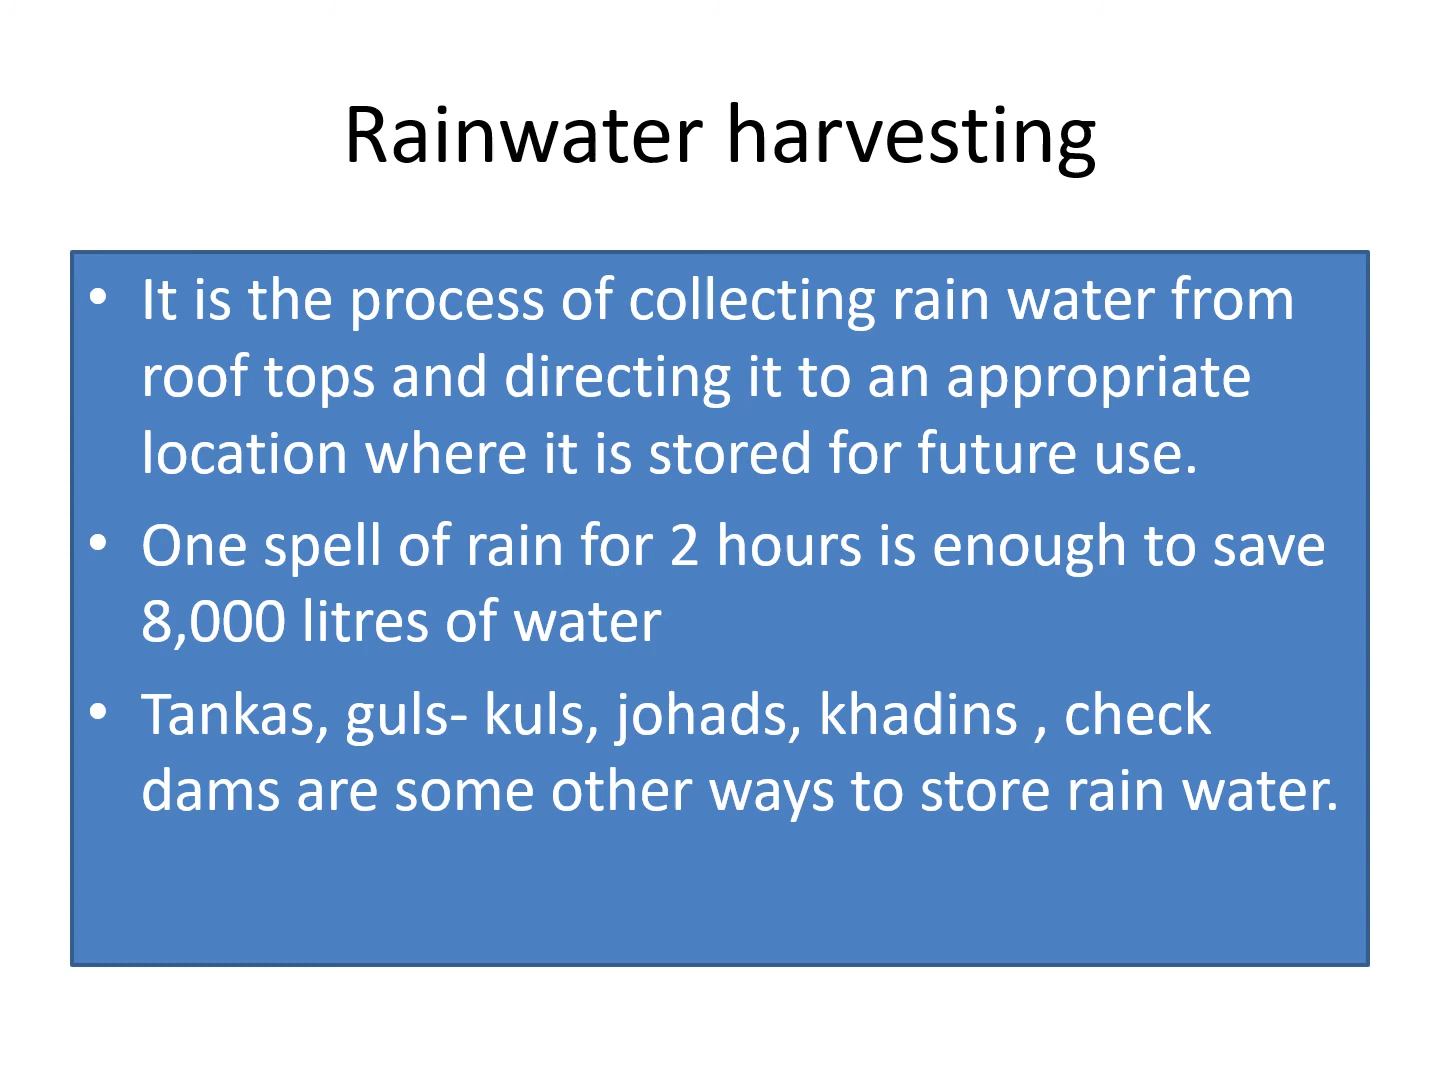 Rainwater harvesting
• It is the process of collecting rain water from
roof tops and directing it to an appropriate
location where it is stored for future use.
• One spell of rain for 2 hours is enough to save
8,000 litres of water
• Tankas, guls- kuls, johads, khadins , check
dams are some other ways to store rain water.